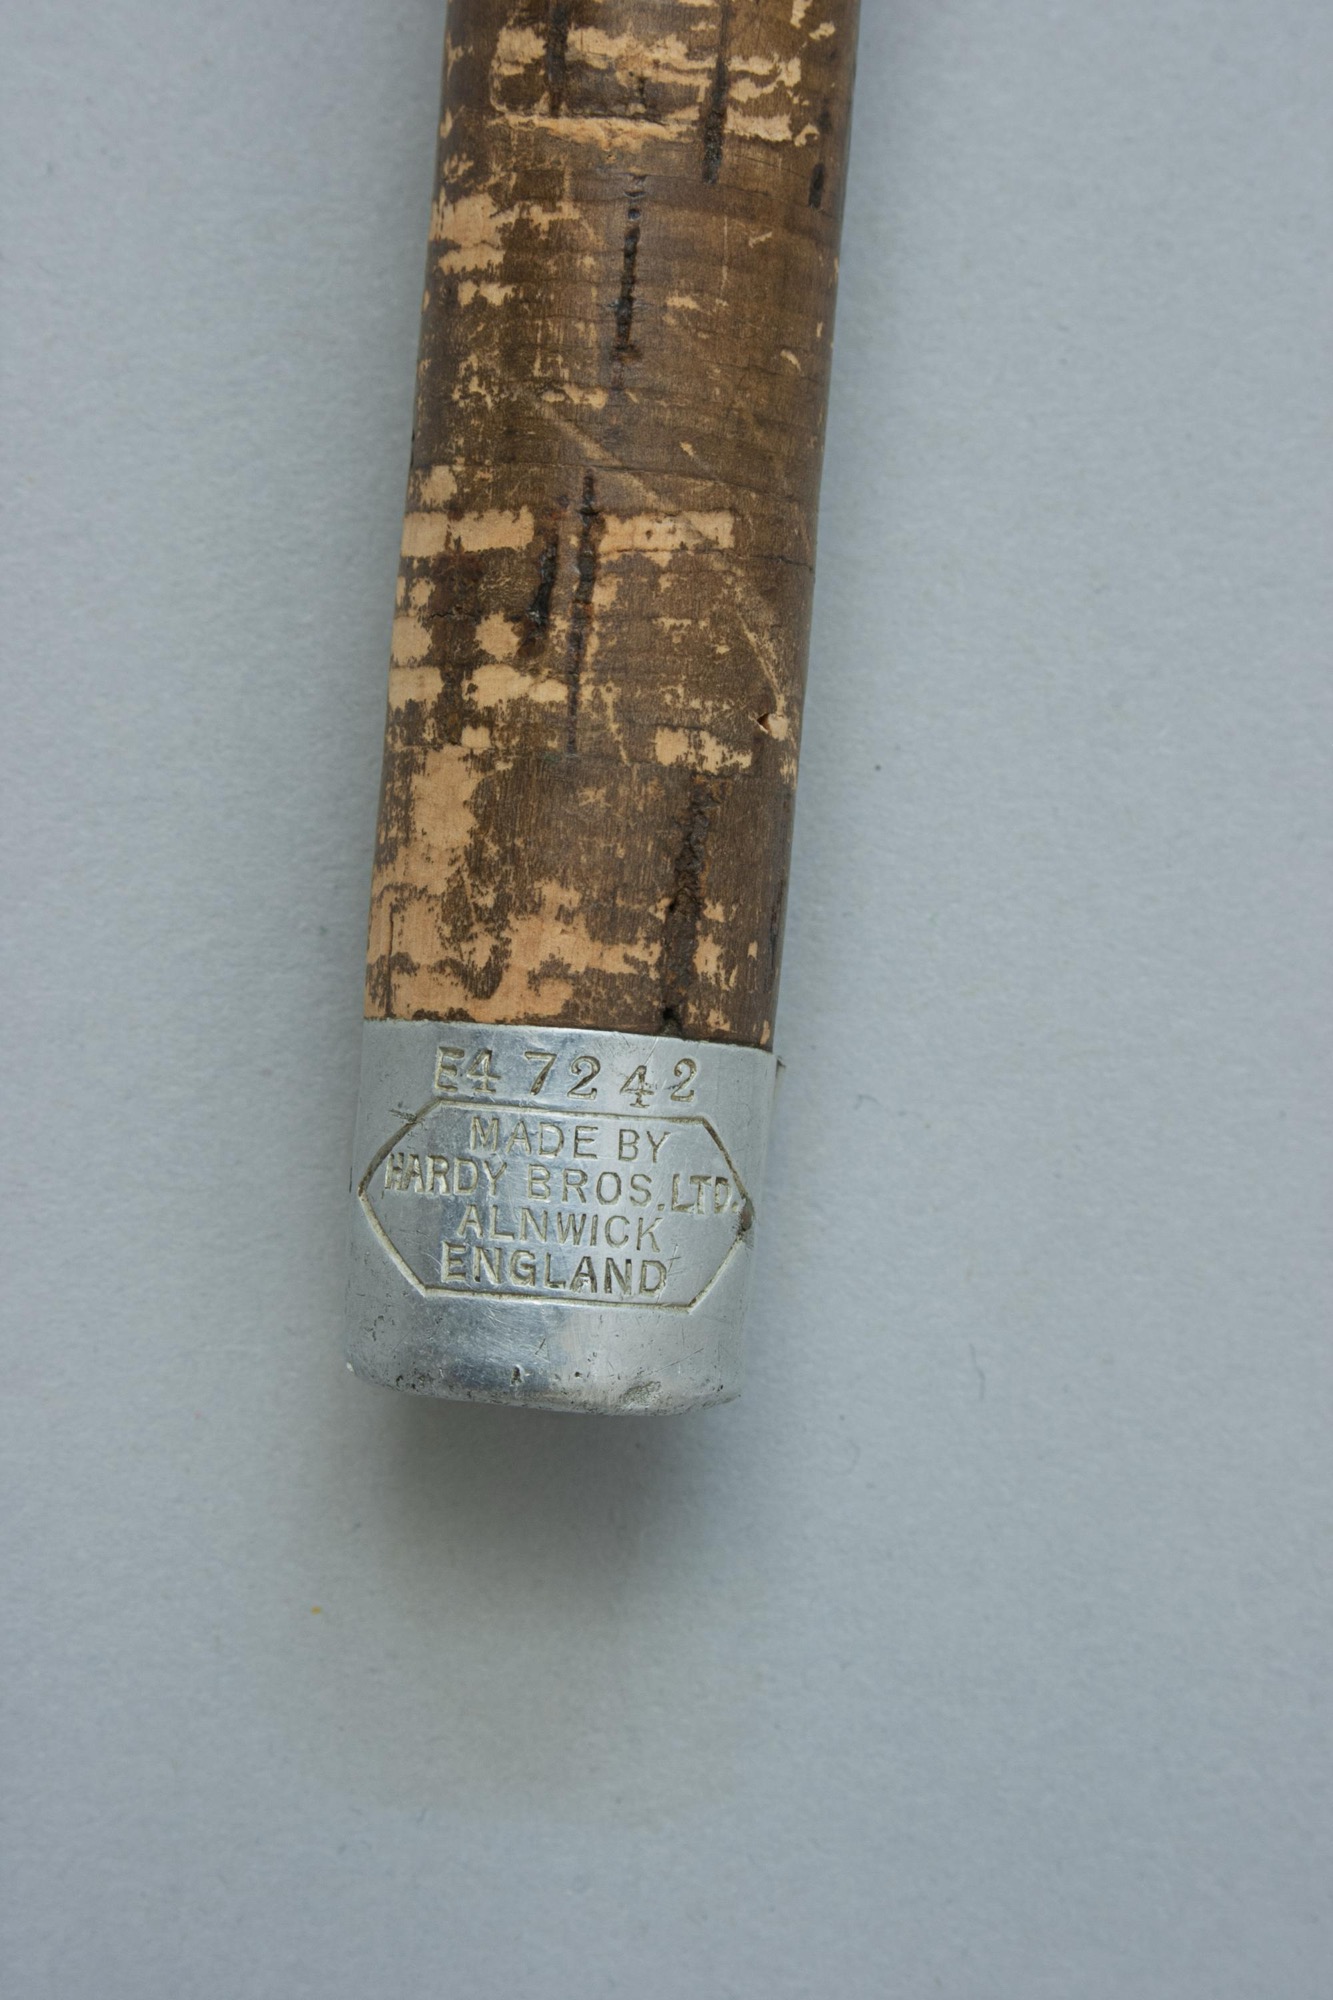 E4 7242
MADE BY
HARDY BROS. LTD.
ALNWICK
ENGLAND